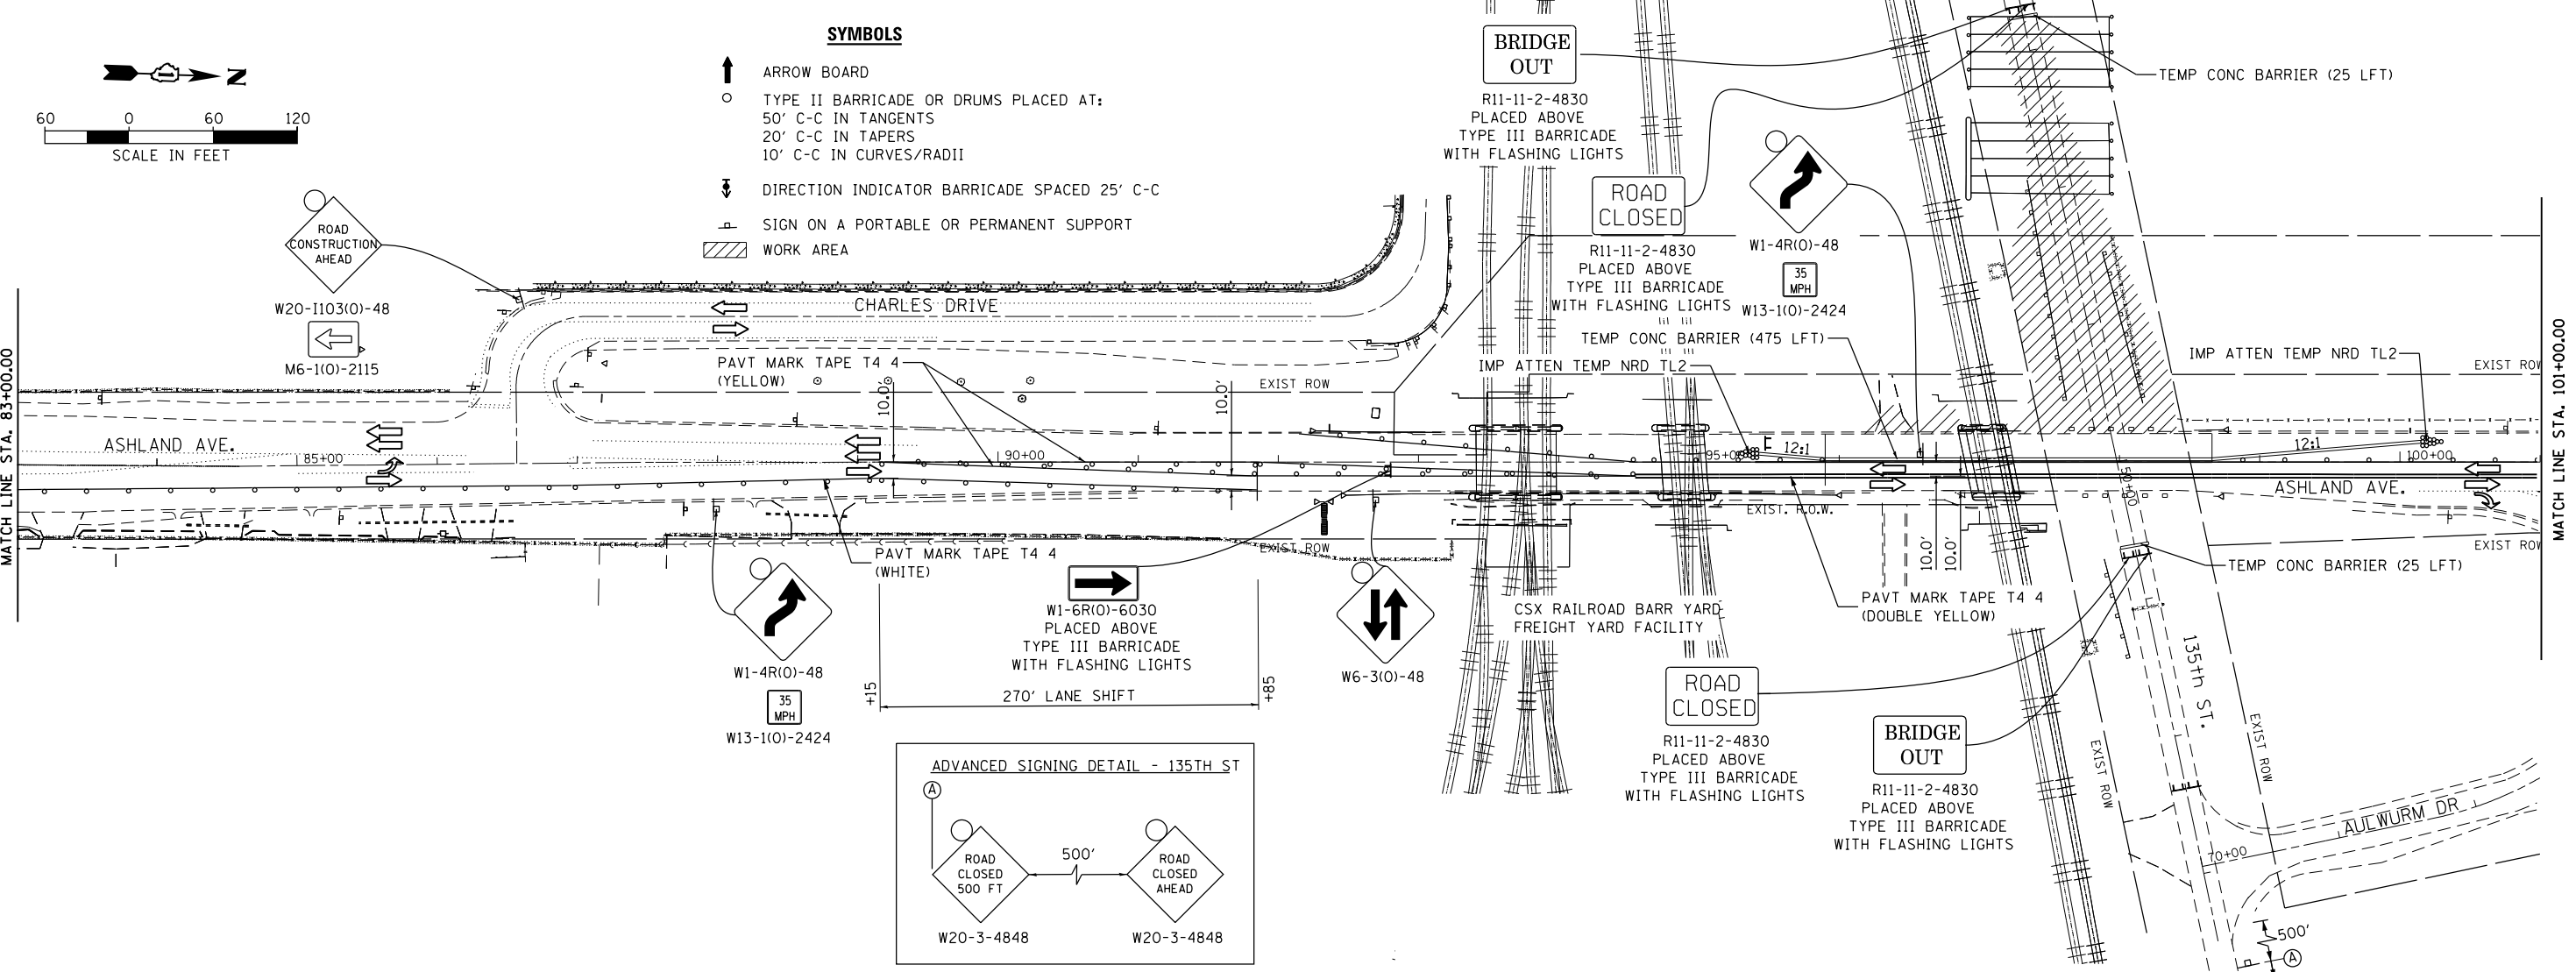 SYMBOLS
ARROW BOARD
TYPE II BARRICADE OR DRUMS PLACED AT:
50' C-C IN TANGENTS
20' C-C IN TAPERS
10' C-C IN CURVES/RADII
DIRECTION INDICATOR BARRICADE SPACED 25' C-C
SIGN ON A PORTABLE OR PERMANENT SUPPORT
WORK AREA
N
60 0 60 120
SCALE IN FEET
ROAD
CONSTRUCTION
AHEAD
W20-I103(O)-48
M6-1(O)-2115
MATCH LINE STA. 83+00.00
ASHLAND AVE.
85+00
CHARLES DRIVE
PAVT MARK TAPE T4 4
(YELLOW)
10.0'
10.0'
EXIST ROW
90+00
PAVT MARK TAPE T4 4
(WHITE)
EXIST ROW
W1-4R(O)-48
35
MPH
W13-1(O)-2424
W1-6R(O)-6030
PLACED ABOVE
TYPE III BARRICADE
WITH FLASHING LIGHTS
+15
270' LANE SHIFT
+85
W6-3(O)-48
ADVANCED SIGNING DETAIL - 135TH ST
A
ROAD
CLOSED
500 FT
500'
ROAD
CLOSED
AHEAD
W20-3-4848
W20-3-4848
BRIDGE
OUT
R11-11-2-4830
PLACED ABOVE
TYPE III BARRICADE
WITH FLASHING LIGHTS
ROAD
CLOSED
R11-11-2-4830
PLACED ABOVE
TYPE III BARRICADE
WITH FLASHING LIGHTS
W1-4R(O)-48
35
MPH
W13-1(O)-2424
TEMP CONC BARRIER (25 LFT)
TEMP CONC BARRIER (475 LFT)
IMP ATTEN TEMP NRD TL2
IMP ATTEN TEMP NRD TL2
EXIST ROW
95+00
12:1
12:1
100+00
50+00
ASHLAND AVE.
EXIST. R.O.W.
10.0'
10.0'
EXIST ROW
TEMP CONC BARRIER (25 LFT)
PAVT MARK TAPE T4 4
(DOUBLE YELLOW)
CSX RAILROAD BARR YARD
FREIGHT YARD FACILITY
ROAD
CLOSED
R11-11-2-4830
PLACED ABOVE
TYPE III BARRICADE
WITH FLASHING LIGHTS
BRIDGE
OUT
R11-11-2-4830
PLACED ABOVE
TYPE III BARRICADE
WITH FLASHING LIGHTS
135th ST.
EXIST ROW
EXIST ROW
AULWURM DR
70+00
500'
A
MATCH LINE STA. 101+00.00